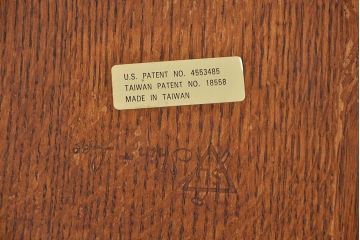 U.S. PATENT NO. 4553485
TAIWAN PATENT NO. 18558
MADE IN TAIWAN